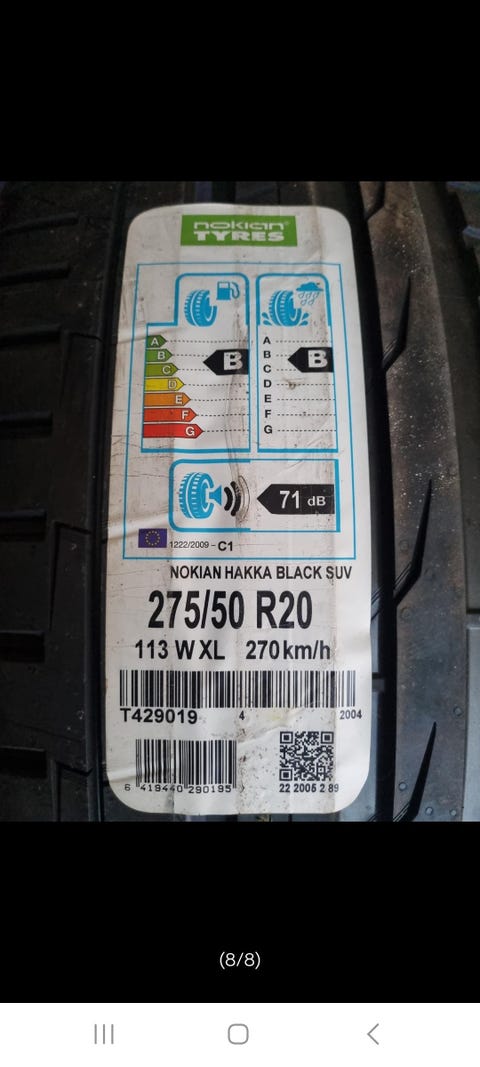 nokian®
TYRES
A
B
C
D
E
F
G
B
A
B
C
D
E
F
G
B
71 dB
1222/2009 - C1
NOKIAN HAKKA BLACK SUV
275/50 R20
113 W XL 270 km/h
T429019 4 2004
6 419440 290195
22 2005 2 89
(8/8)